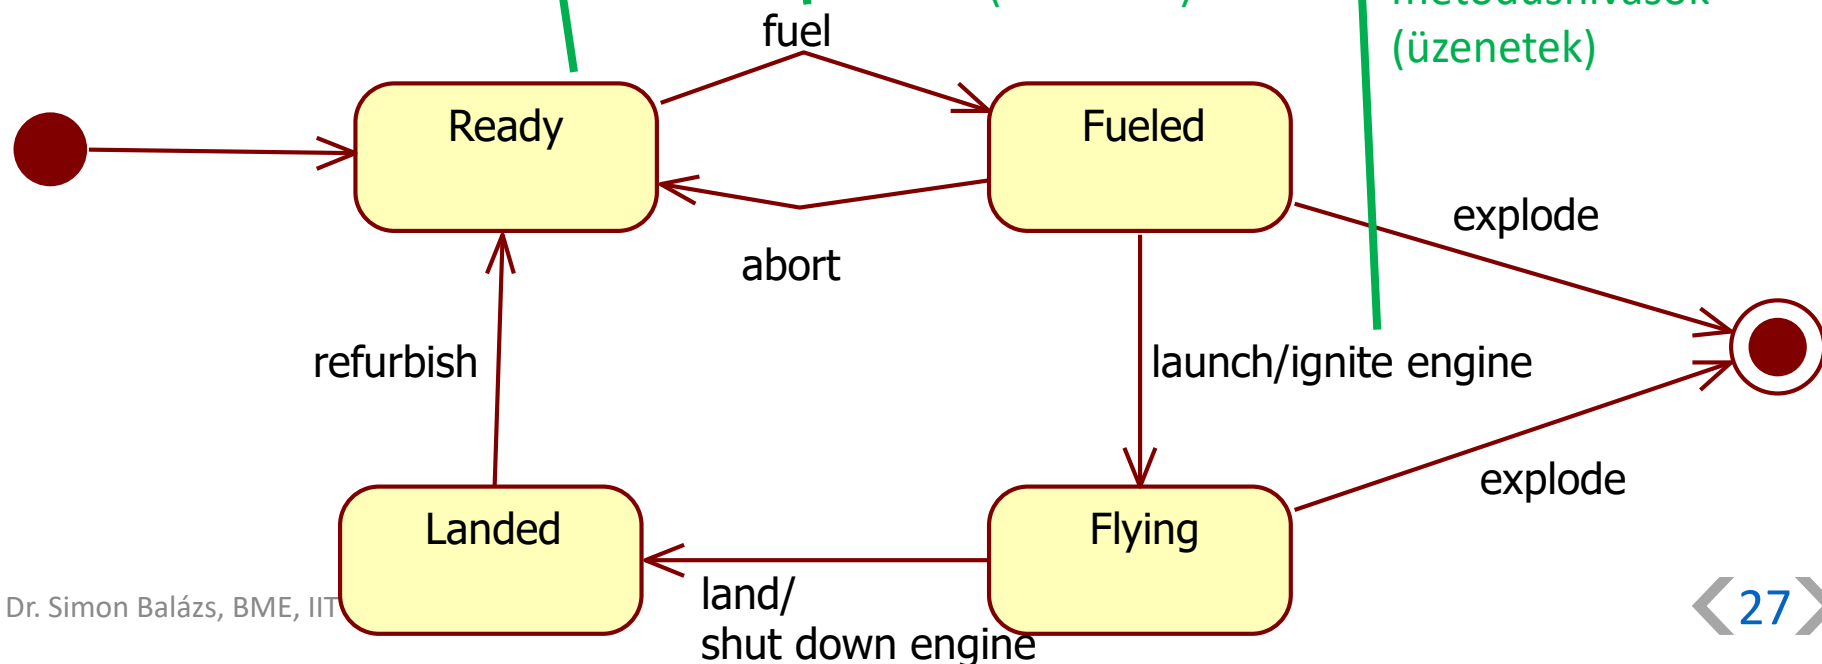 metódushívások
(üzenetek)
fuel
Ready
Fueled
explode
abort
refurbish
launch/ignite engine
explode
Landed
Flying
land/
shut down engine
Dr. Simon Balázs, BME, IIT
27